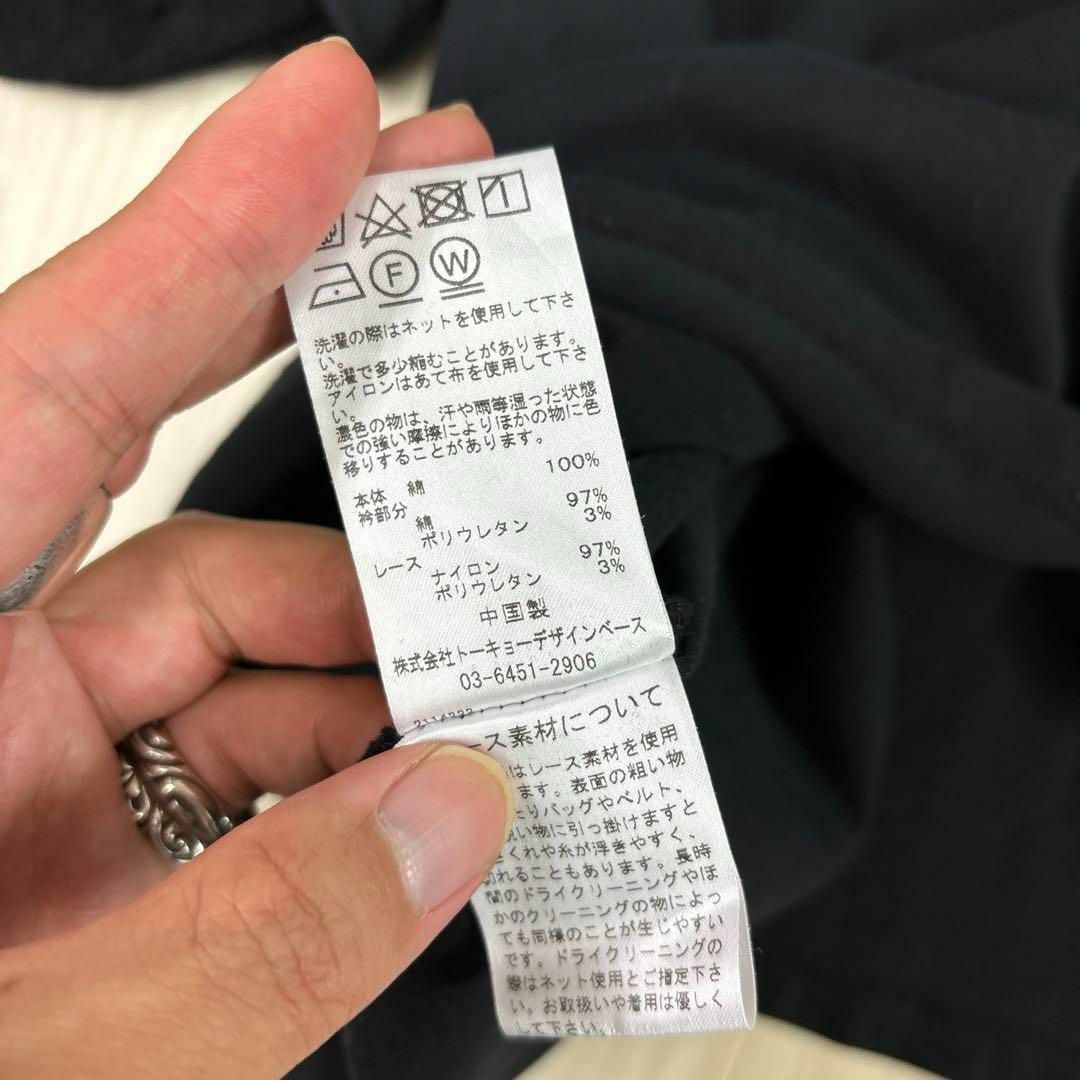 F W
洗濯の際はネットを使用して下さ
い。
洗濯で多少縮むことがあります。
アイロンはあて布を使用して下さ
い。
濃色の物は、汗や雨等湿った状態
での強い摩擦によりほかの物に色
移りすることがあります。
本体 綿 100%
衿部分
綿 97%
ポリウレタン 3%
レース
ナイロン 97%
ポリウレタン 3%
中国製
株式会社トーキョーデザインベース
03-6451-2906
ース素材について
はレース素材を使用
ます。表面の粗い物
たりバッグやベルト、
い物に引っ掛けますと
くれや糸が浮きやすく、
切れることもあります。長時
間のドライクリーニングやほ
かのクリーニングの物によっ
ても同様のことが生じやすい
です。ドライクリーニングの
際はネット使用とご指定下さ
い。お取扱いや着用は優しく
して下さい。